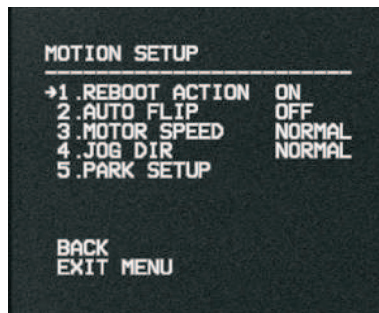 MOTION SETUP
--------------------------
➔1.REBOOT ACTION ON
2.AUTO FLIP OFF
3.MOTOR SPEED NORMAL
4.JOG DIR NORMAL
5.PARK SETUP
BACK
EXIT MENU